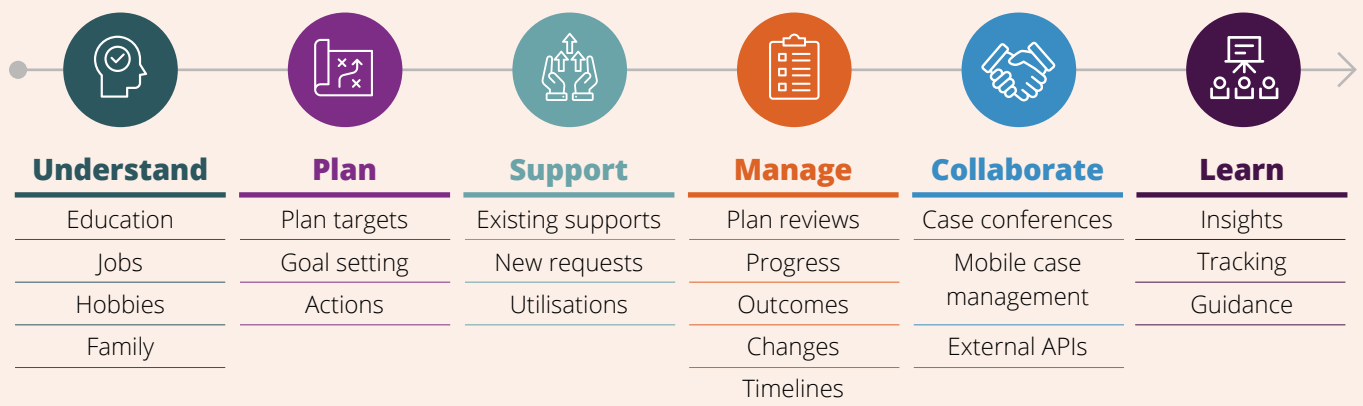 Understand
Education
Jobs
Hobbies
Family
Plan
Plan targets
Goal setting
Actions
Support
Existing supports
New requests
Utilisations
Manage
Plan reviews
Progress
Outcomes
Changes
Timelines
Collaborate
Case conferences
Mobile case
management
External APIs
Learn
Insights
Tracking
Guidance